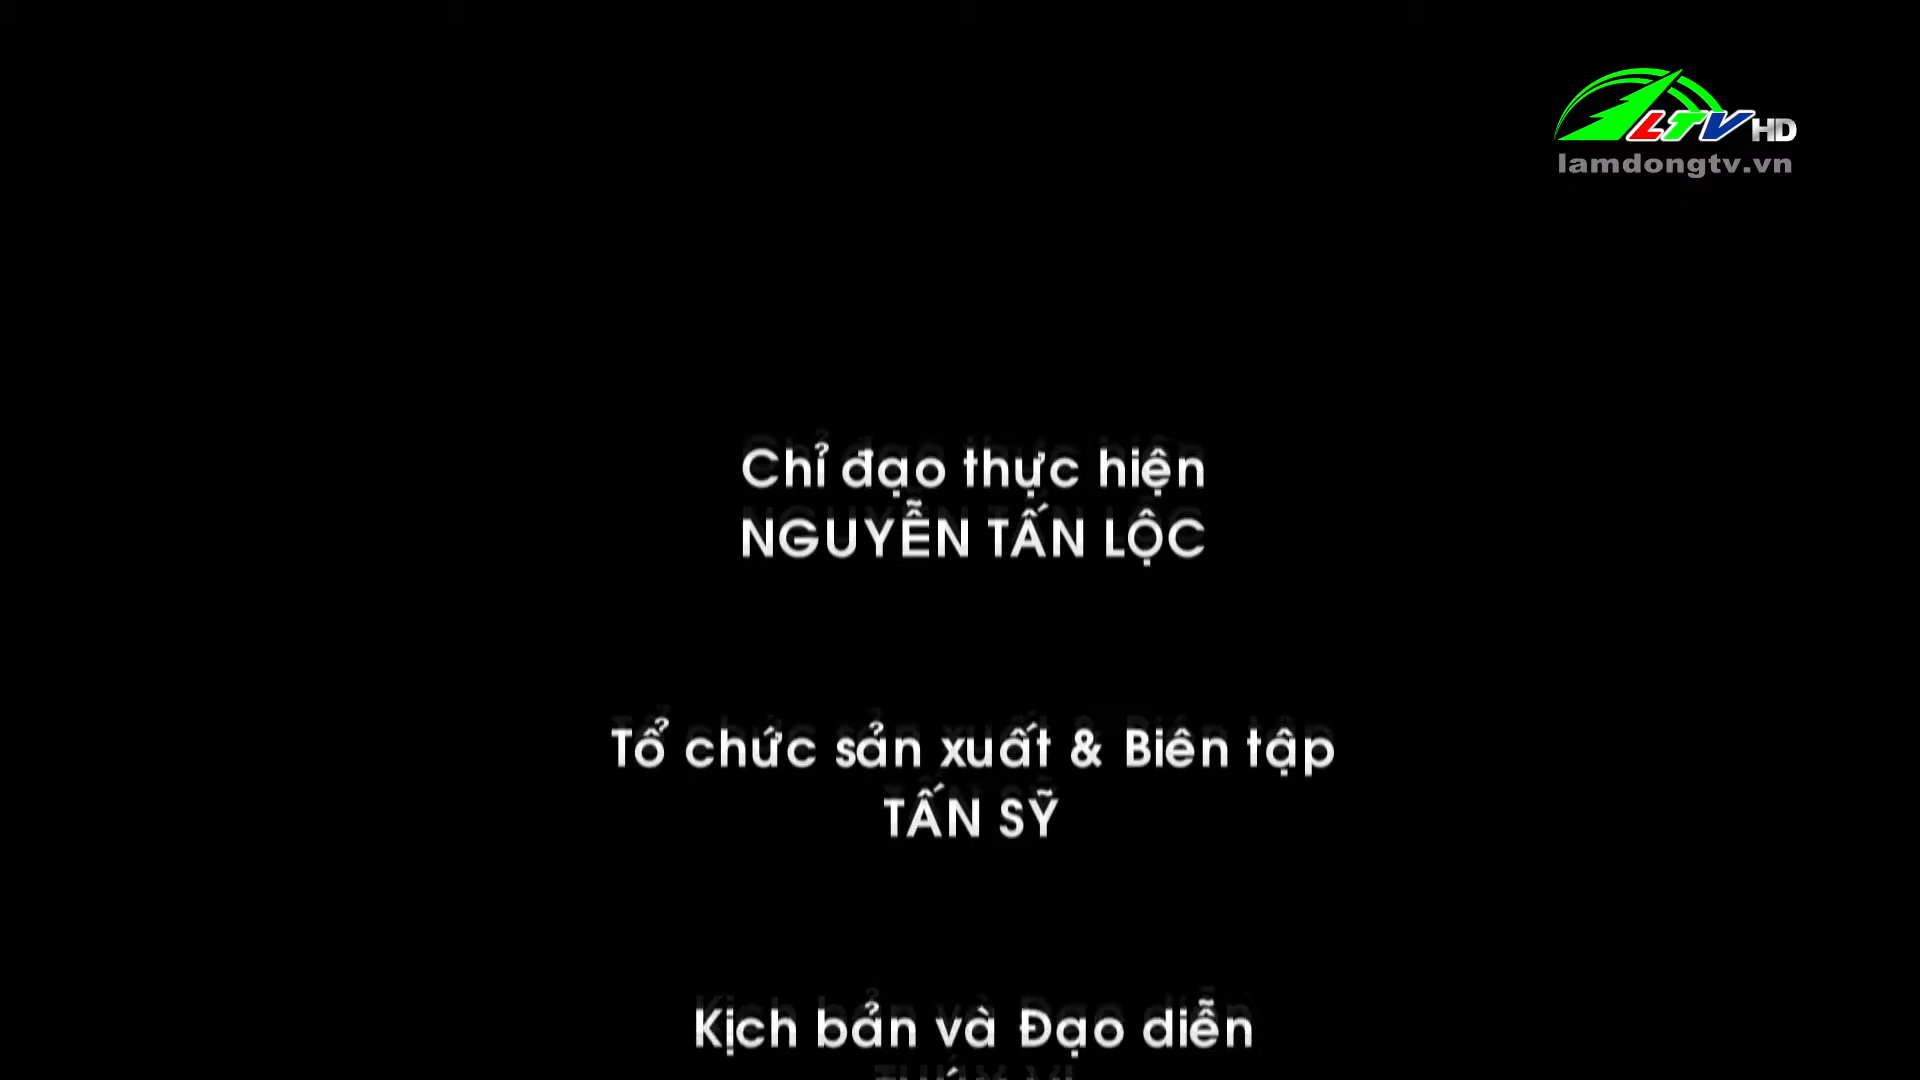 LTV HD
lamdongtv.vn
Chỉ đạo thực hiện
NGUYỄN TẤN LỘC
Tổ chức sản xuất & Biên tập
TẤN SỸ
Kịch bản và Đạo diễn